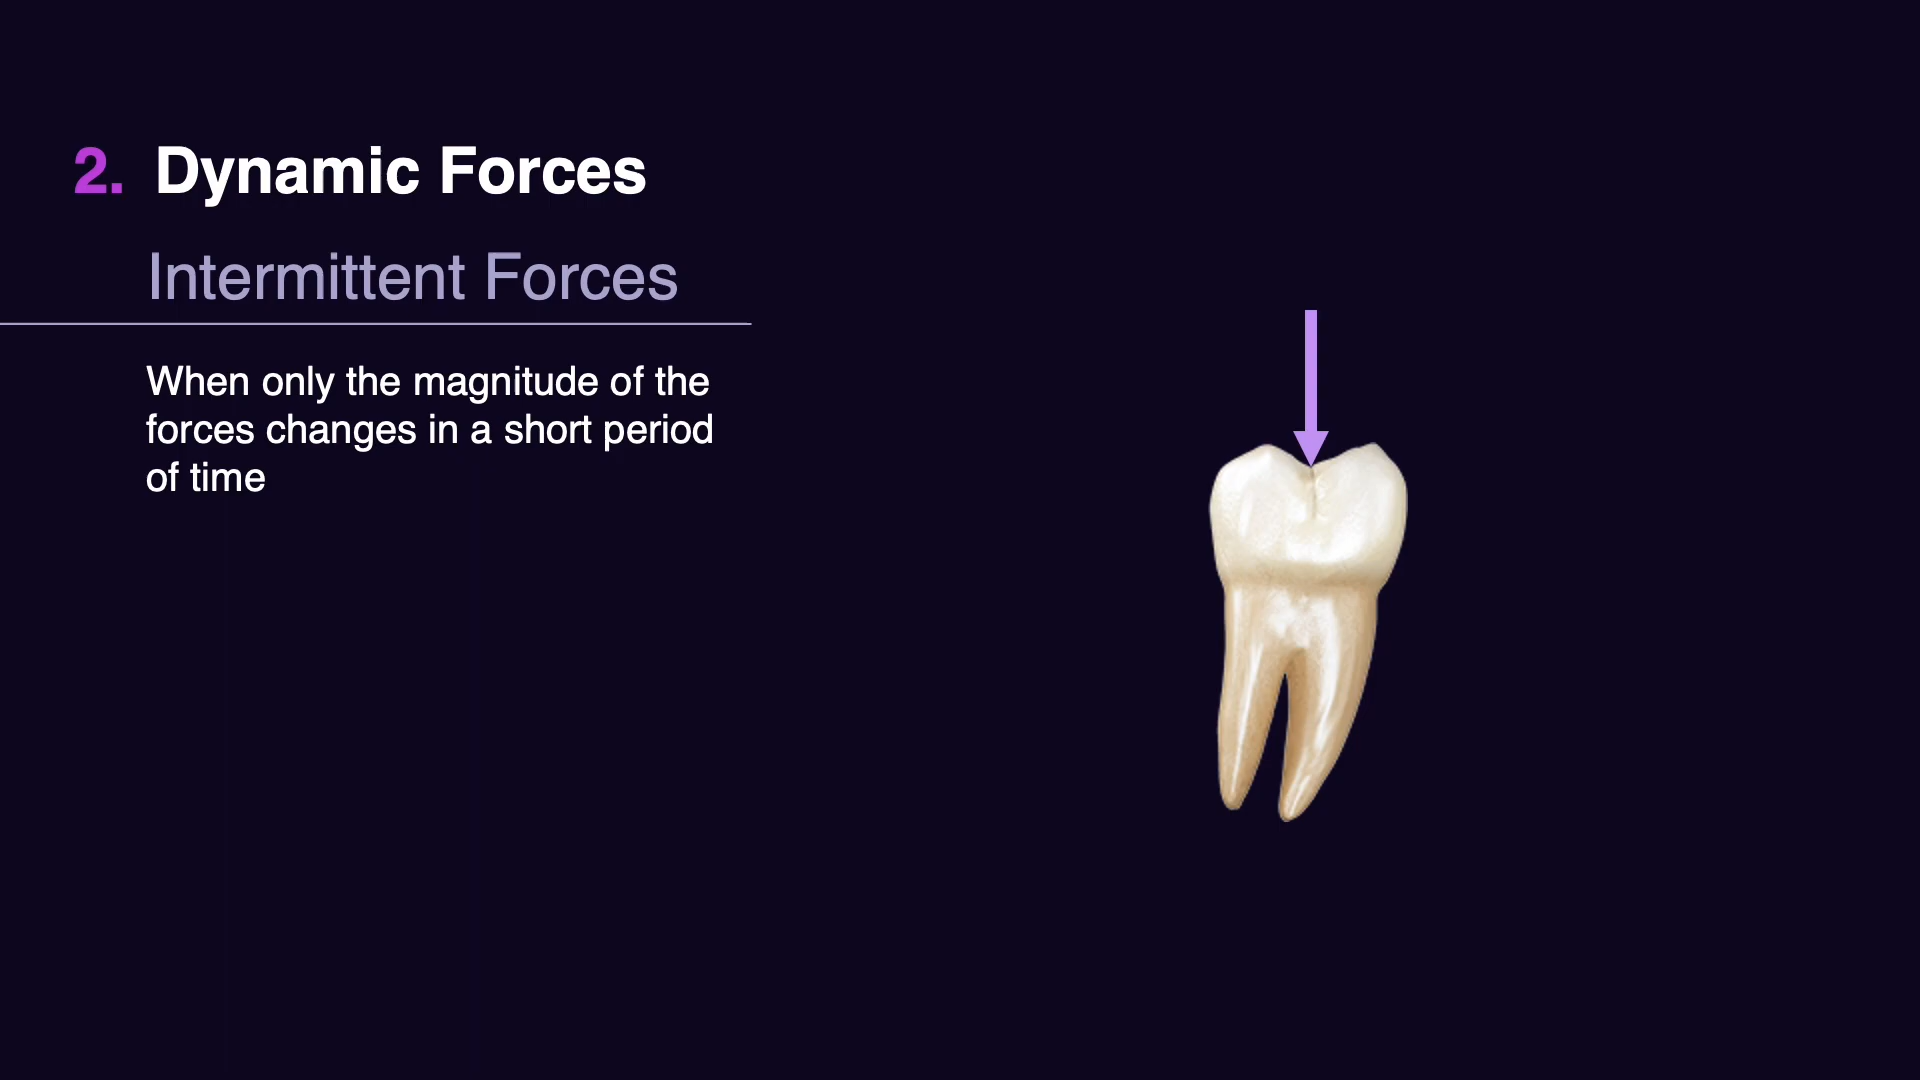 2. Dynamic Forces
Intermittent Forces
When only the magnitude of the
forces changes in a short period
of time